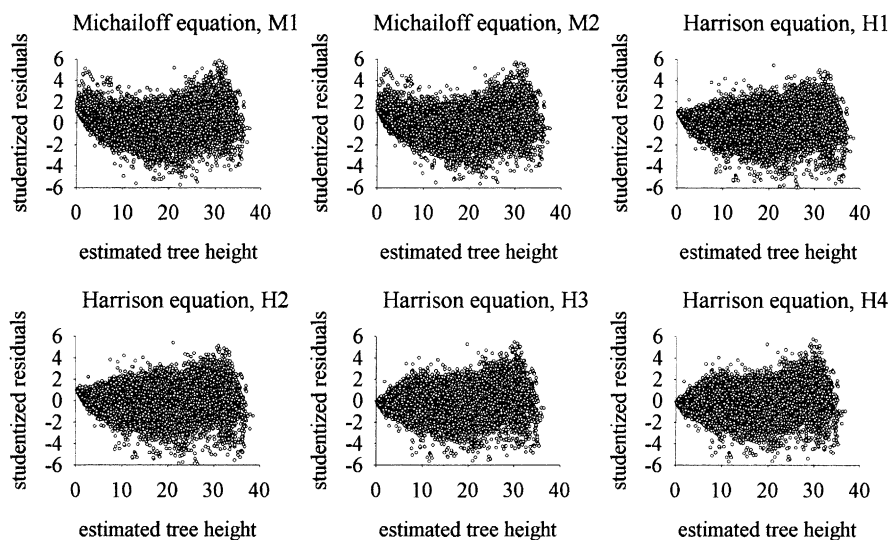 Michailoff equation, M1
studentized residuals
6
4
2
0
-2
-4
-6
0 10 20 30 40
estimated tree height
Michailoff equation, M2
studentized residuals
6
4
2
0
-2
-4
-6
0 10 20 30 40
estimated tree height
Harrison equation, H1
studentized residuals
6
4
2
0
-2
-4
-6
0 10 20 30 40
estimated tree height
Harrison equation, H2
studentized residuals
6
4
2
0
-2
-4
-6
0 10 20 30 40
estimated tree height
Harrison equation, H3
studentized residuals
6
4
2
0
-2
-4
-6
0 10 20 30 40
estimated tree height
Harrison equation, H4
studentized residuals
6
4
2
0
-2
-4
-6
0 10 20 30 40
estimated tree height